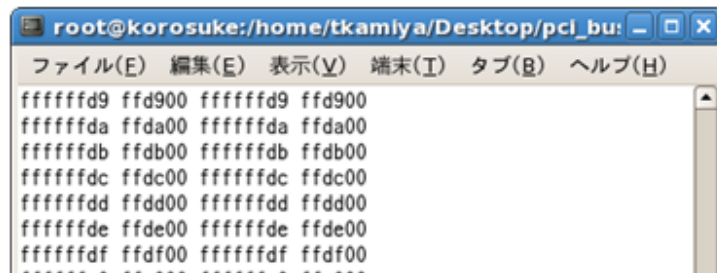 root@korosuke:/home/tkamiya/Desktop/pci_bus
ファイル(F) 編集(E) 表示(V) 端末(T) タブ(B) ヘルプ(H)
ffffffd9 ffd900 ffffffd9 ffd900
ffffffda ffda00 ffffffda ffda00
ffffffdb ffdb00 ffffffdb ffdb00
ffffffdc ffdc00 ffffffdc ffdc00
ffffffdd ffdd00 ffffffdd ffdd00
ffffffde ffde00 ffffffde ffde00
ffffffdf ffdf00 ffffffdf ffdf00